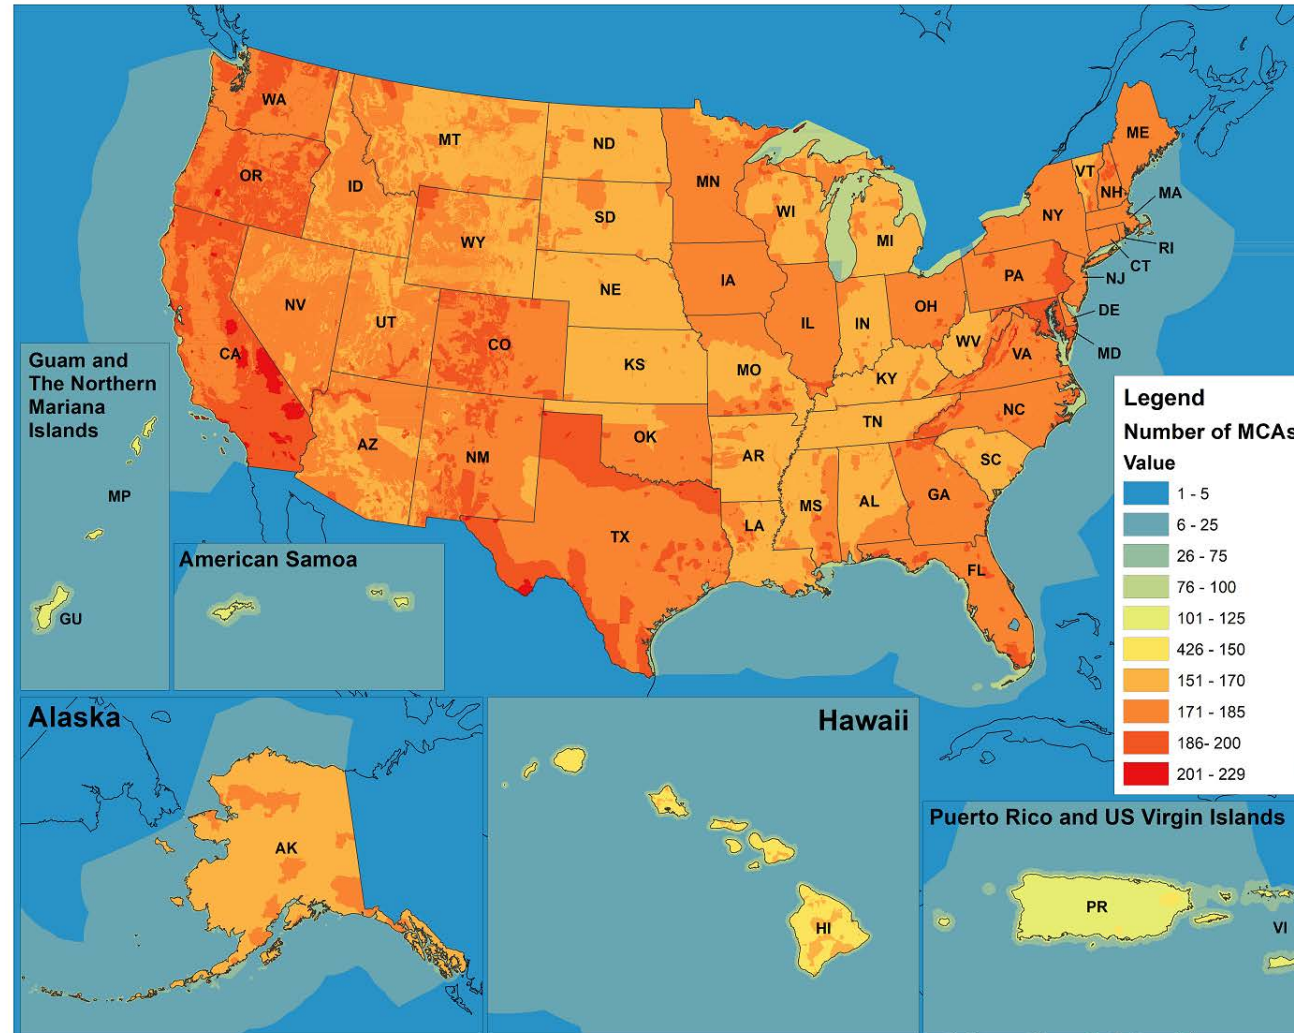 WA
MT
ND
ME
OR
ID
MN
VT
NH
MA
SD
WI
NY
WY
MI
RI
CT
IA
PA
NJ
NE
NV
UT
IL
IN
OH
DE
CO
WV
MD
CA
VA
KS
MO
KY
Guam and
The Northern
Mariana
Islands
NC
TN
AZ
NM
OK
AR
SC
MS
AL
GA
MP
LA
TX
FL
American Samoa
GU
Legend
Number of MCAs
Value
1 - 5
6 - 25
26 - 75
76 - 100
101 - 125
426 - 150
151 - 170
171 - 185
186- 200
201 - 229
Alaska
AK
Hawaii
HI
Puerto Rico and US Virgin Islands
PR
VI